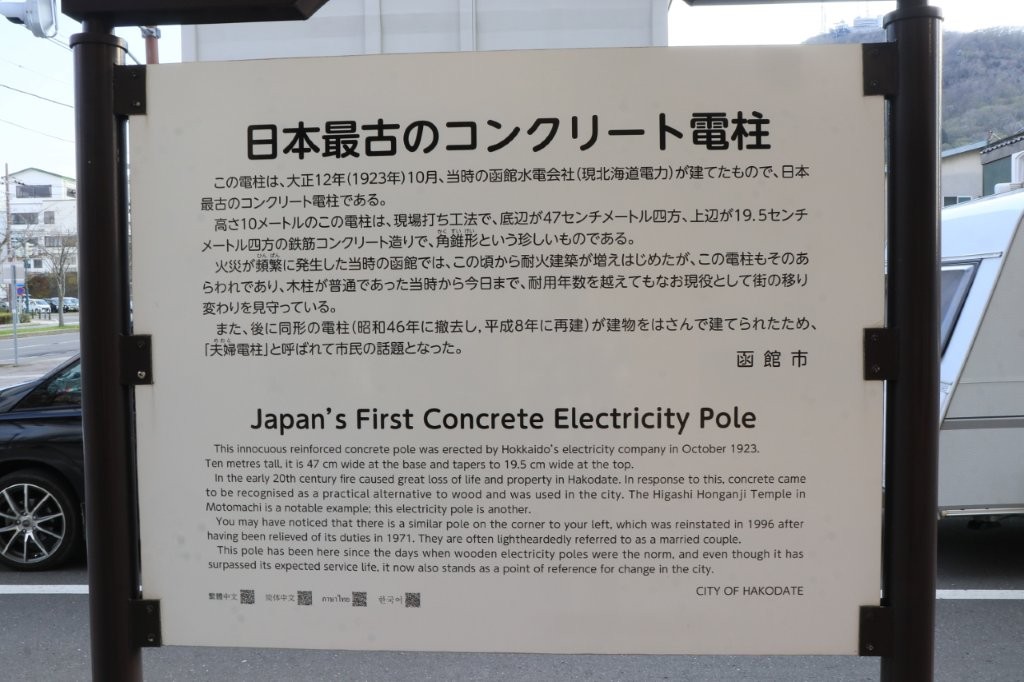 日本最古のコンクリート電柱
この電柱は、大正12年(1923年)10月、当時の函館水電会社(現北海道電力)が建てたもので、日本
最古のコンクリート電柱である。
高さ10メートルのこの電柱は、現場打ち工法で、底辺が47センチメートル四方、上辺が19.5センチ
メートル四方の鉄筋コンクリート造りで、角錐形という珍しいものである。
火災が頻繁に発生した当時の函館では、この頃から耐火建築が増えはじめたが、この電柱もそのあ
らわれであり、木柱が普通であった当時から今日まで、耐用年数を越えてもなお現役として街の移り
変わりを見守っている。
また、後に同形の電柱(昭和46年に撤去し,平成8年に再建)が建物をはさんで建てられたため、
「夫婦電柱」と呼ばれて市民の話題となった。
函館市
Japan's First Concrete Electricity Pole
This innocuous reinforced concrete pole was erected by Hokkaido's electricity company in October 1923.
Ten metres tall, it is 47 cm wide at the base and tapers to 19.5 cm wide at the top.
In the early 20th century fire caused great loss of life and property in Hakodate. In response to this, concrete came
to be recognised as a practical alternative to wood and was used in the city. The Higashi Honganji Temple in
Motomachi is a notable example; this electricity pole is another.
You may have noticed that there is a similar pole on the corner to your left, which was reinstated in 1996 after
having been relieved of its duties in 1971. They are often lightheardedly referred to as a married couple.
This pole has been here since the days when wooden electricity poles were the norm, and even though it has
surpassed its expected service life, it now also stands as a point of reference for change in the city.
CITY OF HAKODATE
繁體中文 简体中文 ภาษาไทย 한국어